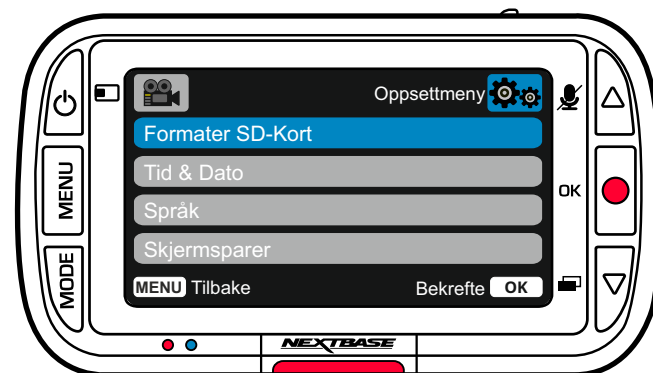 Oppsettmeny
Formater SD-Kort
Tid & Dato
Språk
Skjermsparer
MENU Tilbake
Bekrefte OK
MENU
MODE
OK
NEXTBASE